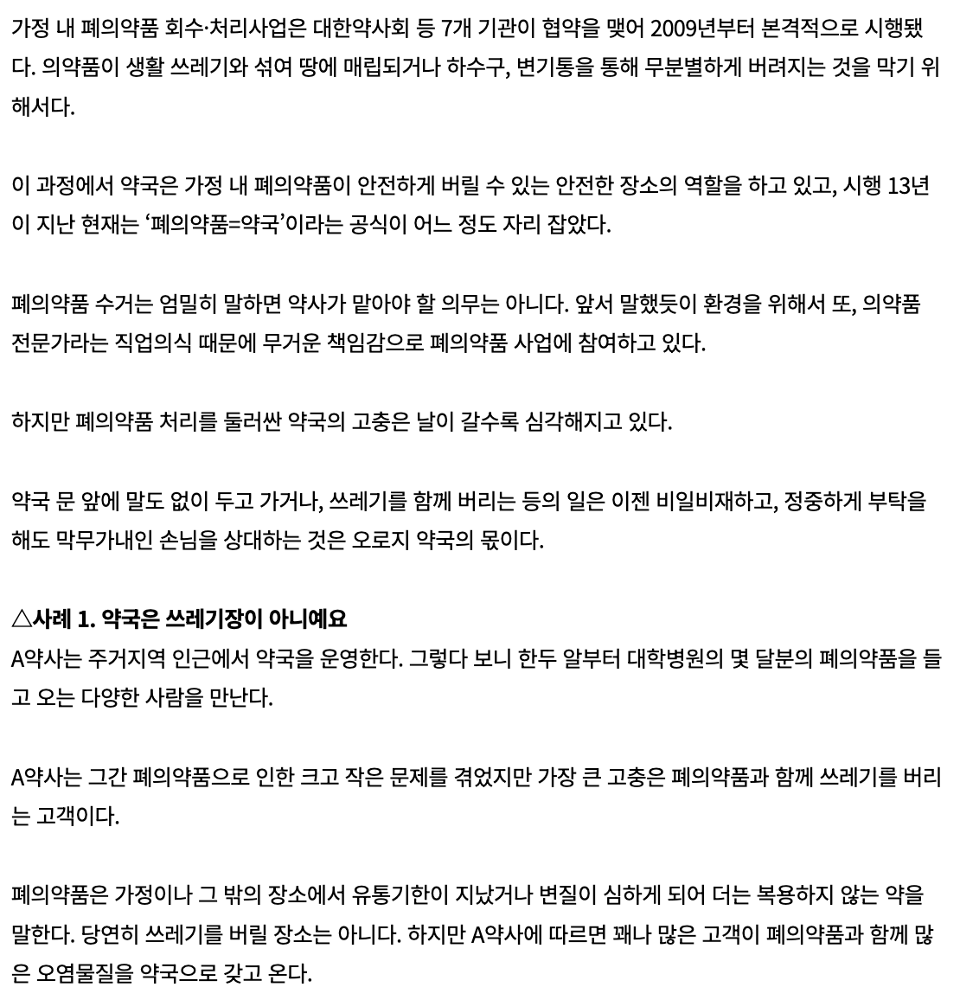 가정 내 폐의약품 회수·처리사업은 대한약사회 등 7개 기관이 협약을 맺어 2009년부터 본격적으로 시행됐
다. 의약품이 생활 쓰레기와 섞여 땅에 매립되거나 하수구, 변기통을 통해 무분별하게 버려지는 것을 막기 위
해서다.
이 과정에서 약국은 가정 내 폐의약품이 안전하게 버릴 수 있는 안전한 장소의 역할을 하고 있고, 시행 13년
이 지난 현재는 ‘폐의약품=약국’이라는 공식이 어느 정도 자리 잡았다.
폐의약품 수거는 엄밀히 말하면 약사가 맡아야 할 의무는 아니다. 앞서 말했듯이 환경을 위해서 또, 의약품
전문가라는 직업의식 때문에 무거운 책임감으로 폐의약품 사업에 참여하고 있다.
하지만 폐의약품 처리를 둘러싼 약국의 고충은 날이 갈수록 심각해지고 있다.
약국 문 앞에 말도 없이 두고 가거나, 쓰레기를 함께 버리는 등의 일은 이젠 비일비재하고, 정중하게 부탁을
해도 막무가내인 손님을 상대하는 것은 오로지 약국의 몫이다.
△사례 1. 약국은 쓰레기장이 아니예요
A약사는 주거지역 인근에서 약국을 운영한다. 그렇다 보니 한두 알부터 대학병원의 몇 달분의 폐의약품을 들
고 오는 다양한 사람을 만난다.
A약사는 그간 폐의약품으로 인한 크고 작은 문제를 겪었지만 가장 큰 고충은 폐의약품과 함께 쓰레기를 버리
는 고객이다.
폐의약품은 가정이나 그 밖의 장소에서 유통기한이 지났거나 변질이 심하게 되어 더는 복용하지 않는 약을
말한다. 당연히 쓰레기를 버릴 장소는 아니다. 하지만 A약사에 따르면 꽤나 많은 고객이 폐의약품과 함께 많
은 오염물질을 약국으로 갖고 온다.